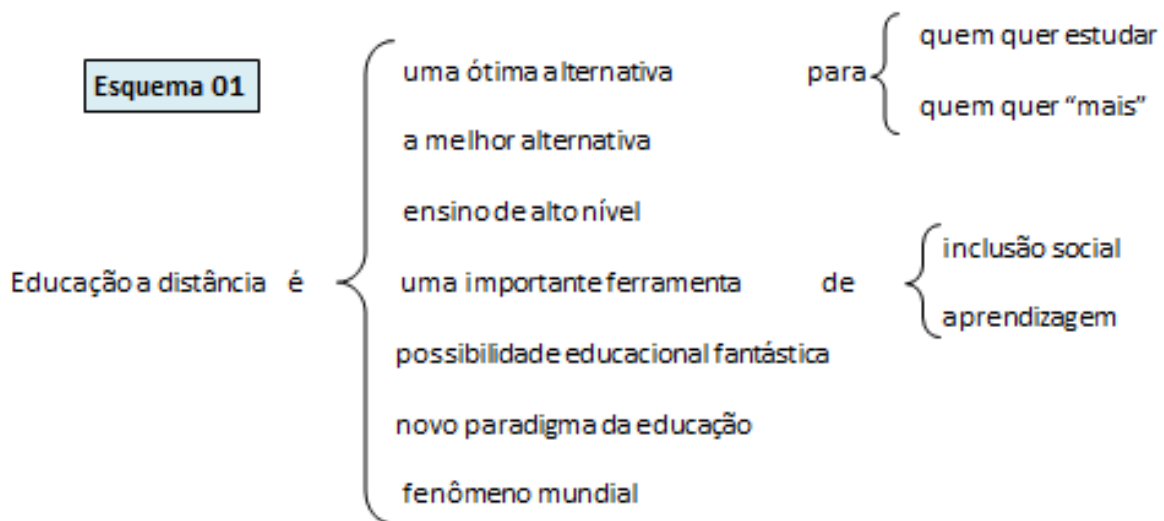 Esquema 01
quem quer estudar
uma ótima alternativa para
quem quer “mais”
a melhor alternativa
ensino de alto nível
inclusão social
Educação a distância é uma importante ferramenta de
aprendizagem
possibilidade educacional fantástica
novo paradigma da educação
fenômeno mundial